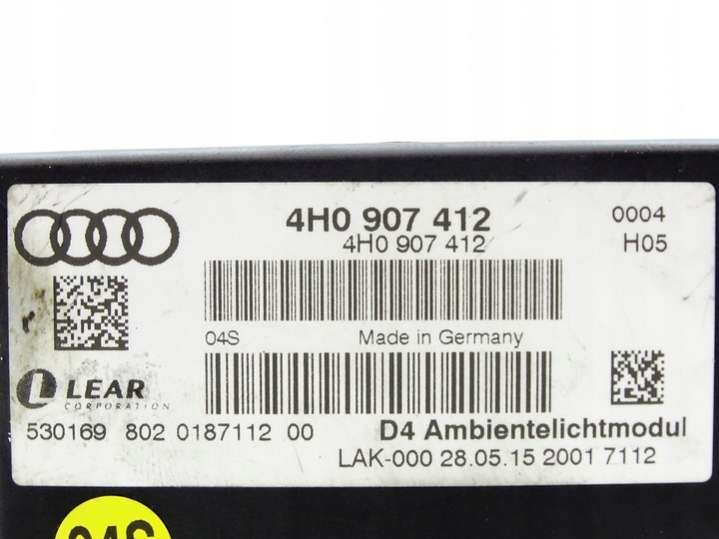 4H0 907 412
0004
4H0 907 412
H05
04S
Made in Germany
LEAR
CORPORATION
530169 802 0187112 00
D4 Ambientelichtmodul
LAK-000 28.05.15 2001 7112
04S